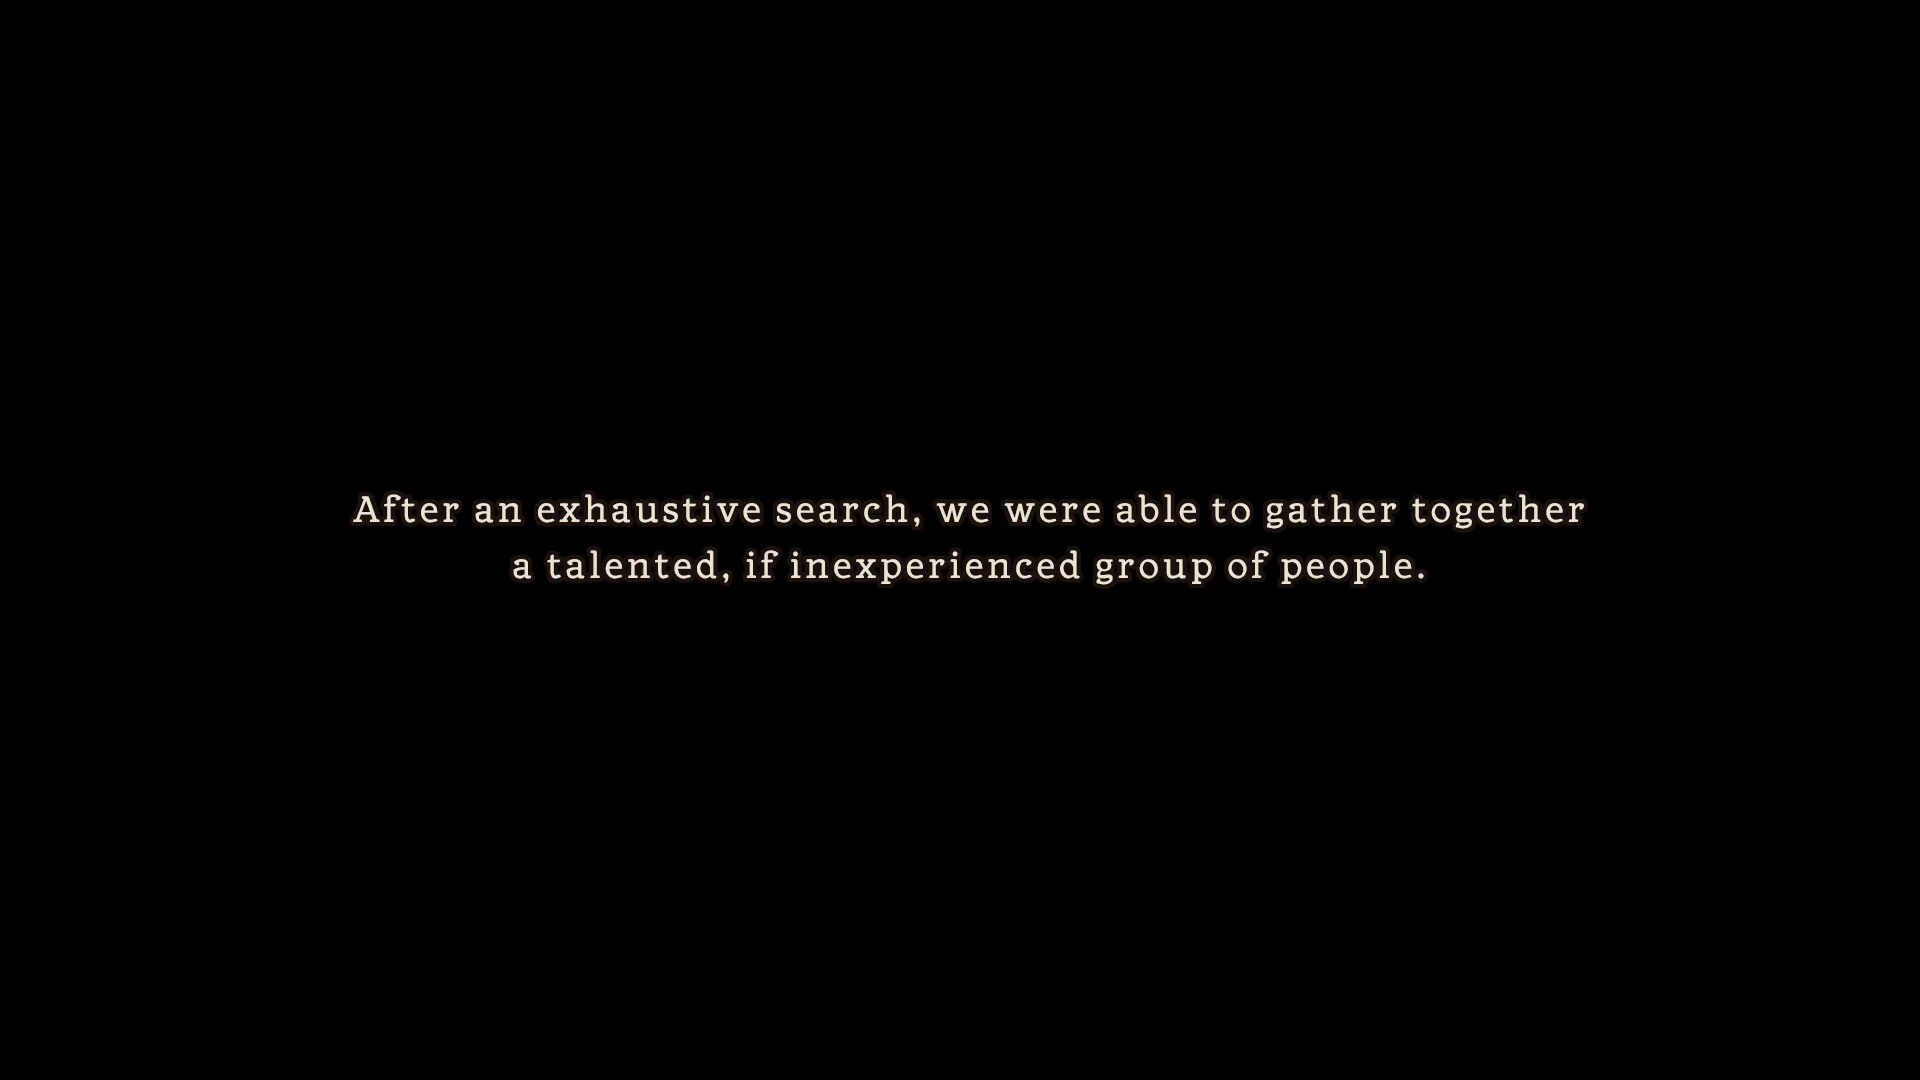 After an exhaustive search, we were able to gather together
a talented, if inexperienced group of people.